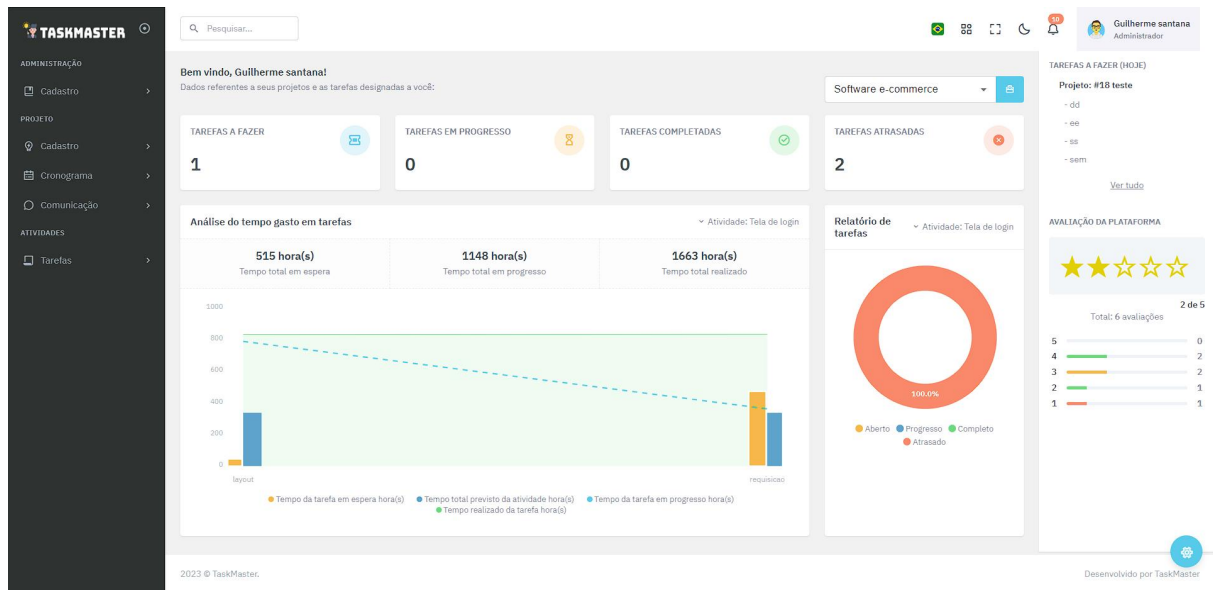 TASKMASTER
ADMINISTRAÇÃO
Cadastro
PROJETO
Cadastro
Cronograma
Comunicação
ATIVIDADES
Tarefas
Pesquisar...
10
Guilherme santana
Administrador
Bem vindo, Guilherme santana!
Dados referentes a seus projetos e as tarefas designadas a você:
Software e-commerce
TAREFAS A FAZER
1
TAREFAS EM PROGRESSO
0
TAREFAS COMPLETADAS
0
TAREFAS ATRASADAS
2
Análise do tempo gasto em tarefas
Atividade: Tela de login
515 hora(s)
Tempo total em espera
1148 hora(s)
Tempo total em progresso
1663 hora(s)
Tempo total realizado
1000
800
600
400
200
0
layout
requisicao
Tempo da tarefa em espera hora(s)
Tempo total previsto da atividade hora(s)
Tempo da tarefa em progresso hora(s)
Tempo realizado da tarefa hora(s)
Relatório de
tarefas
Atividade: Tela de login
100.0%
Aberto
Progresso
Completo
Atrasado
TAREFAS A FAZER (HOJE)
Projeto: #18 teste
- dd
- ee
- ss
- sem
Ver tudo
AVALIAÇÃO DA PLATAFORMA
2 de 5
Total: 6 avaliações
5 0
4 2
3 2
2 1
1 1
2023 © TaskMaster.
Desenvolvido por TaskMaster